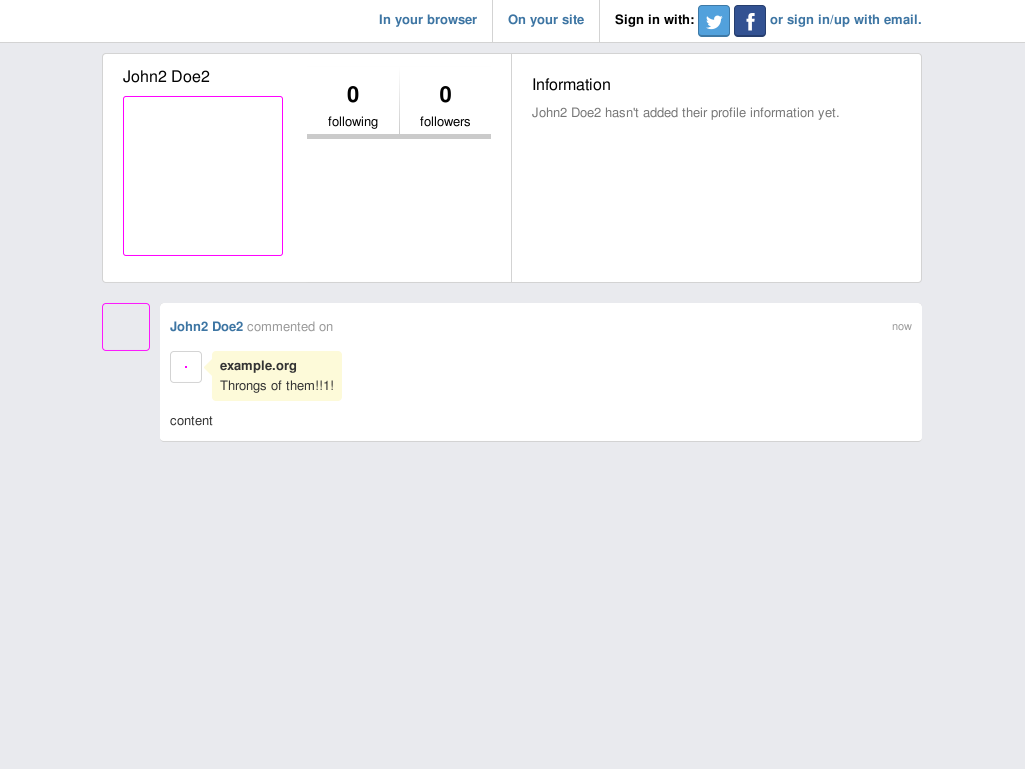 In your browser
On your site
Sign in with: or sign in/up with email.
John2 Doe2
0
following
0
followers
Information
John2 Doe2 hasn't added their profile information yet.
John2 Doe2 commented on
now
example.org
Throngs of them!!1!
content